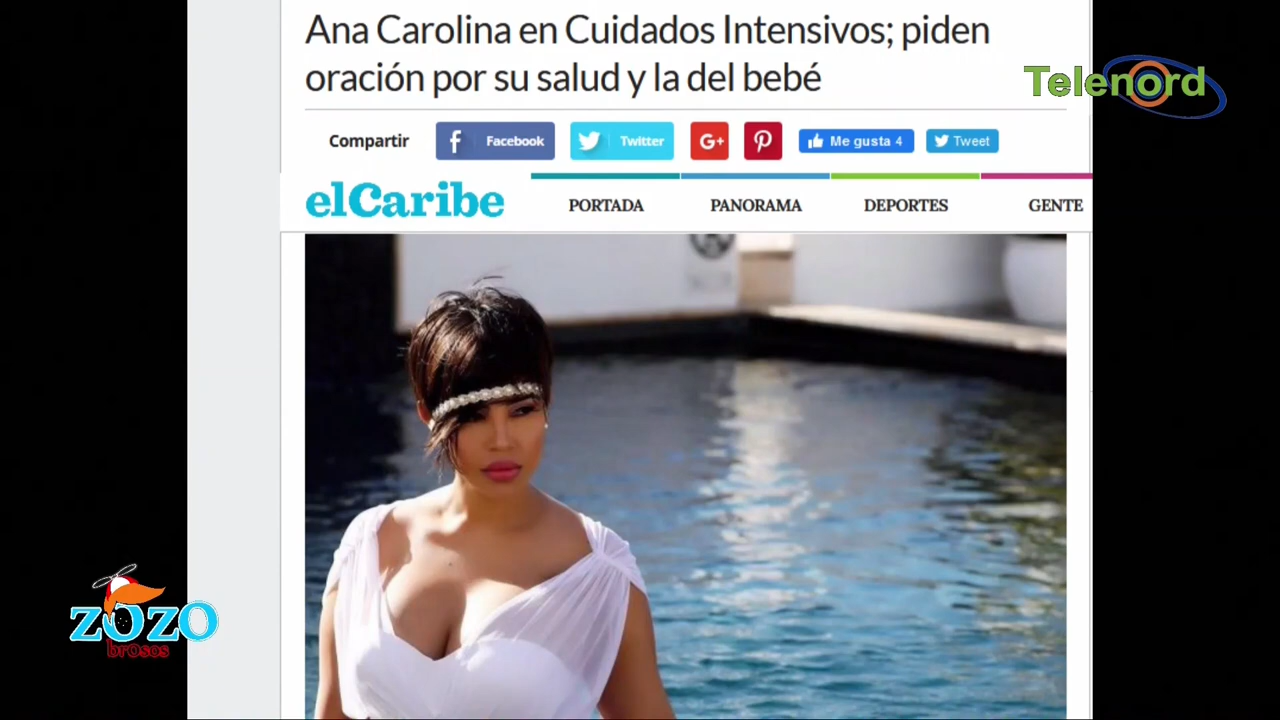 Ana Carolina en Cuidados Intensivos; piden
oración por su salud y la del bebé
Telenord
Compartir
Facebook
Twitter
G+
Me gusta 4
Tweet
elCaribe
PORTADA
PANORAMA
DEPORTES
GENTE
zozo
brOsos